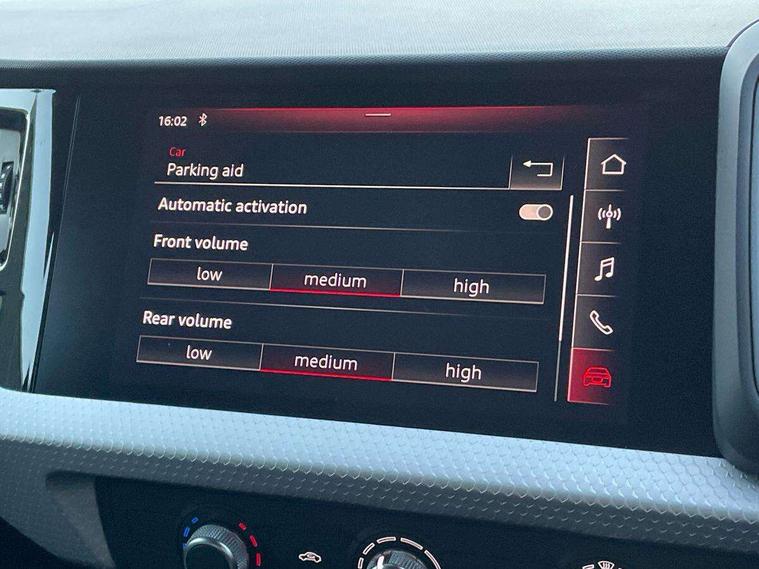 16:02
Car
Parking aid
Automatic activation
Front volume
low medium high
Rear volume
low medium high